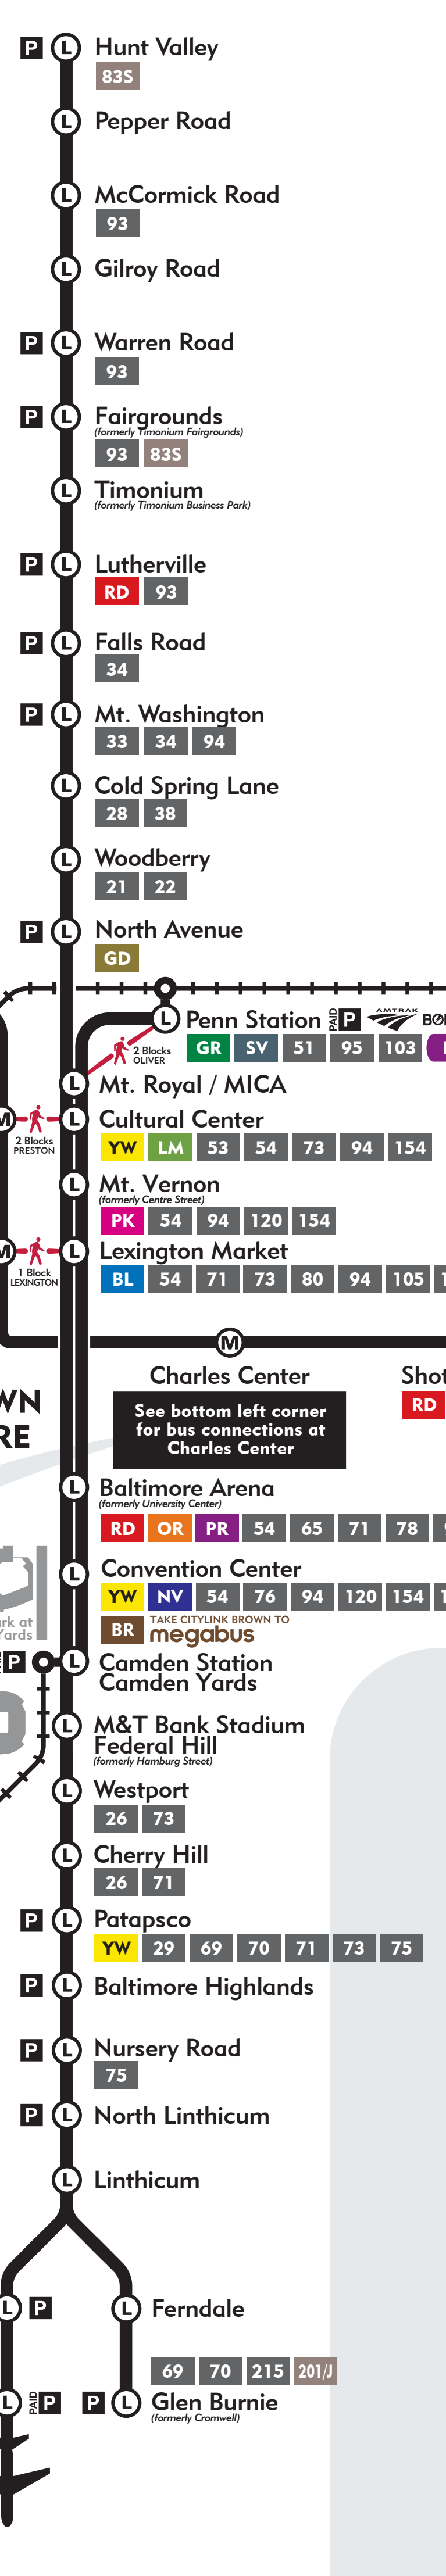 P L Hunt Valley
83S
L Pepper Road
L McCormick Road
93
L Gilroy Road
P L Warren Road
93
P L Fairgrounds
(formerly Timonium Fairgrounds)
93 83S
L Timonium
(formerly Timonium Business Park)
P L Lutherville
RD 93
P L Falls Road
34
P L Mt. Washington
33 34 94
L Cold Spring Lane
28 38
L Woodberry
21 22
P L North Avenue
GD
L Penn Station PAID P AMTRAK
GR SV 51 95 103
2 Blocks
OLIVER
L Mt. Royal / MICA
M L Cultural Center
2 Blocks
PRESTON
YW LM 53 54 73 94 154
L Mt. Vernon
(formerly Centre Street)
PK 54 94 120 154
M L Lexington Market
1 Block
LEXINGTON
BL 54 71 73 80 94 105
M
Charles Center
RD
See bottom left corner
for bus connections at
Charles Center
L Baltimore Arena
(formerly University Center)
RD OR PR 54 65 71 78
L Convention Center
YW NV 54 76 94 120 154
BR TAKE CITYLINK BROWN TO
megabus
P L Camden Station
Camden Yards
L M&T Bank Stadium
Federal Hill
(formerly Hamburg Street)
L Westport
26 73
L Cherry Hill
26 71
P L Patapsco
YW 29 69 70 71 73 75
P L Baltimore Highlands
P L Nursery Road
75
P L North Linthicum
L Linthicum
L P L Ferndale
69 70 215 201/J
L PAID P P L Glen Burnie
(formerly Cromwell)